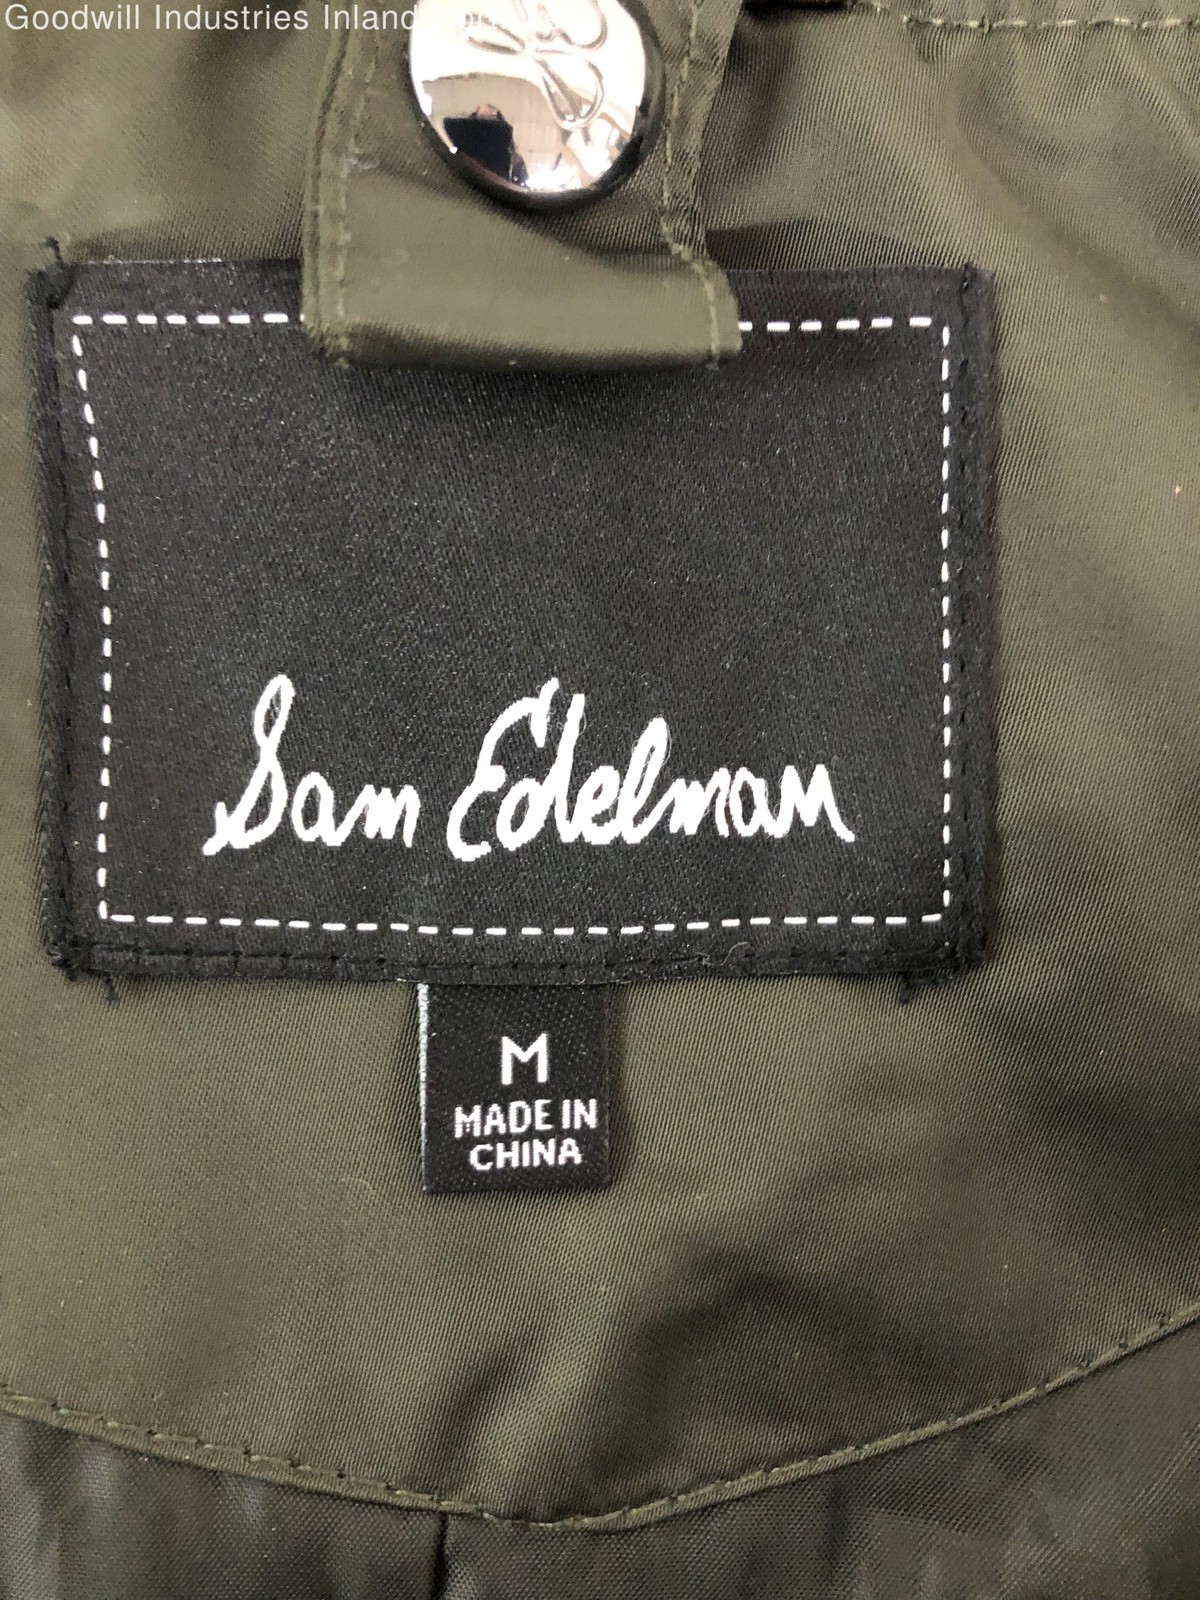 Goodwill Industries Inland
Sam Edelman
M
MADE IN
CHINA